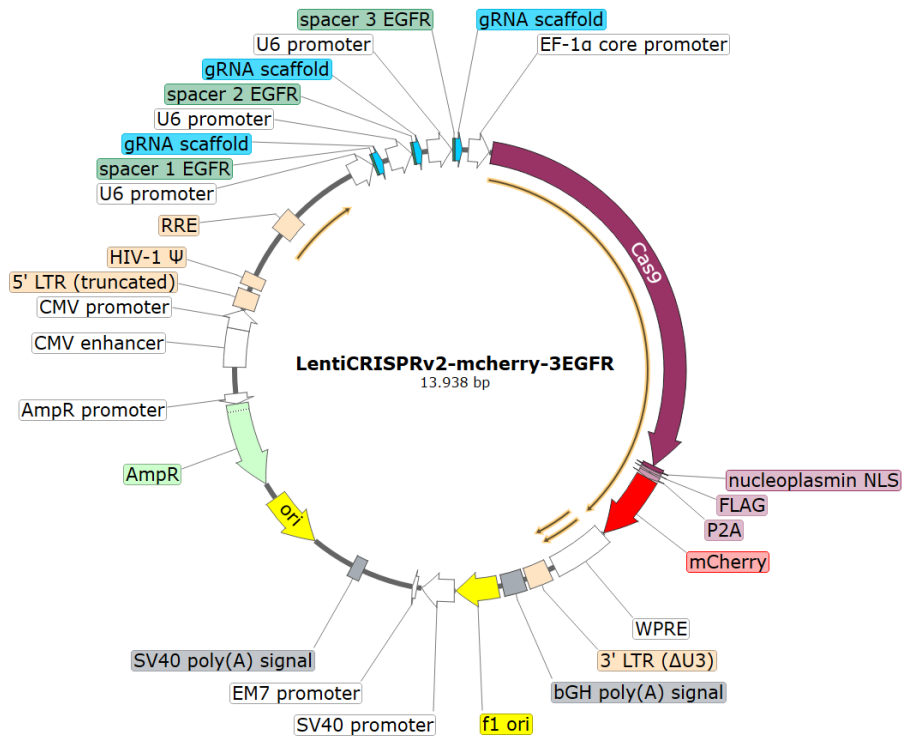 spacer 3 EGFR
gRNA scaffold
U6 promoter
EF-1α core promoter
gRNA scaffold
spacer 2 EGFR
U6 promoter
gRNA scaffold
spacer 1 EGFR
U6 promoter
RRE
HIV-1 Ψ
5' LTR (truncated)
CMV promoter
CMV enhancer
Cas9
LentiCRISPRv2-mcherry-3EGFR
13.938 bp
AmpR promoter
AmpR
ori
nucleoplasmin NLS
FLAG
P2A
mCherry
WPRE
3' LTR (ΔU3)
bGH poly(A) signal
SV40 poly(A) signal
EM7 promoter
SV40 promoter
f1 ori